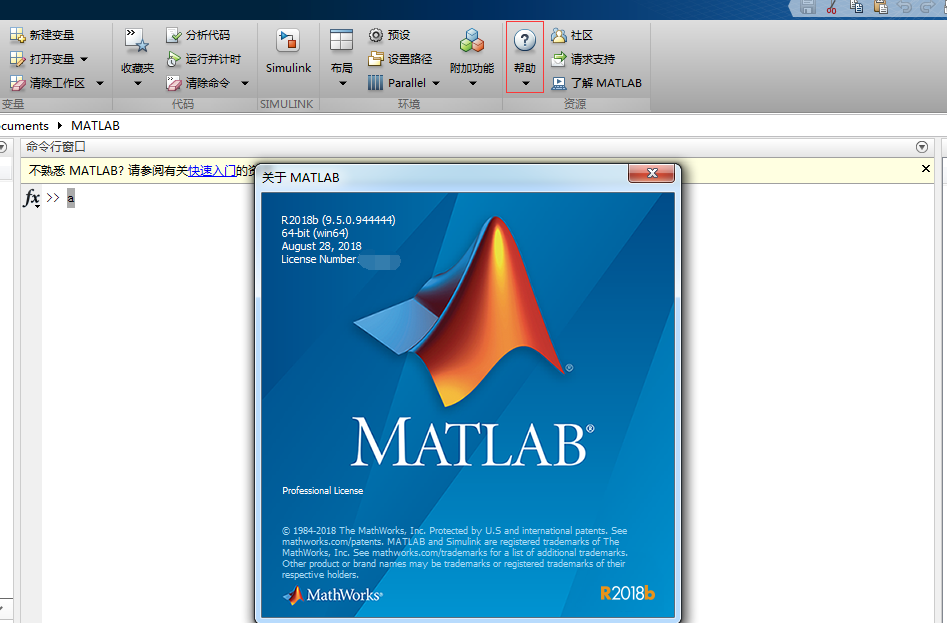 新建变量
打开变量
清除工作区
变量
收藏夹
分析代码
运行并计时
清除命令
代码
Simulink
SIMULINK
布局
预设
设置路径
Parallel
附加功能
环境
?
帮助
社区
请求支持
了解 MATLAB
资源
cuments ▸ MATLAB
命令行窗口
不熟悉 MATLAB? 请参阅有关快速入门的
fx >> a
关于 MATLAB
R2018b (9.5.0.944444)
64-bit (win64)
August 28, 2018
License Number:
MATLAB®
Professional License
© 1984-2018 The MathWorks, Inc. Protected by U.S and international patents. See
mathworks.com/patents. MATLAB and Simulink are registered trademarks of The
MathWorks, Inc. See mathworks.com/trademarks for a list of additional trademarks.
Other product or brand names may be trademarks or registered trademarks of their
respective holders.
MathWorks®
R2018b